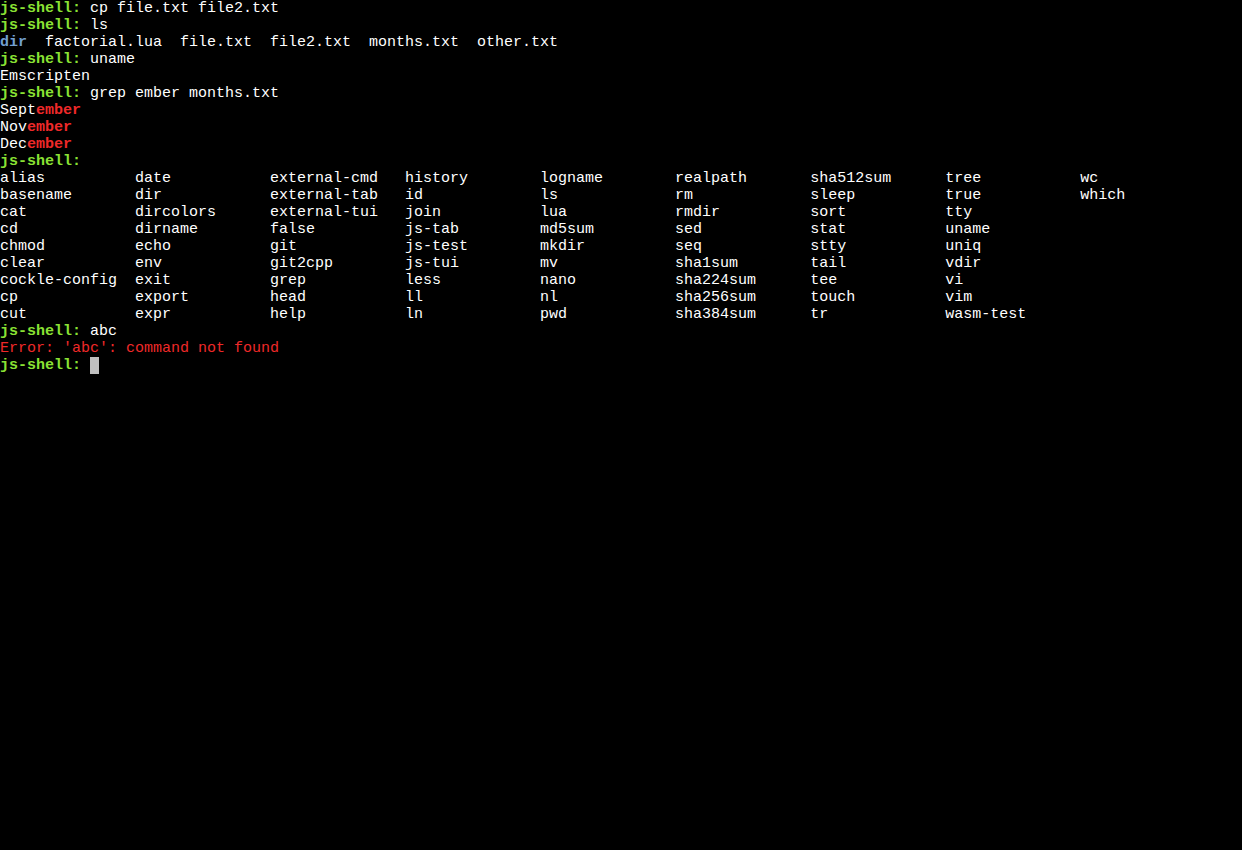 js-shell: cp file.txt file2.txt
js-shell: ls
dir  factorial.lua  file.txt  file2.txt  months.txt  other.txt
js-shell: uname
Emscripten
js-shell: grep ember months.txt
September
November
December
js-shell:
alias          date           external-cmd   history        logname        realpath       sha512sum      tree           wc
basename       dir            external-tab   id             ls             rm             sleep          true           which
cat            dircolors      external-tui   join           lua            rmdir          sort           tty
cd             dirname        false          js-tab         md5sum         sed            stat           uname
chmod          echo           git            js-test        mkdir          seq            stty           uniq
clear          env            git2cpp        js-tui         mv             sha1sum        tail           vdir
cockle-config  exit           grep           less           nano           sha224sum      tee            vi
cp             export         head           ll             nl             sha256sum      touch          vim
cut            expr           help           ln             pwd            sha384sum      tr             wasm-test
js-shell: abc
Error: 'abc': command not found
js-shell: